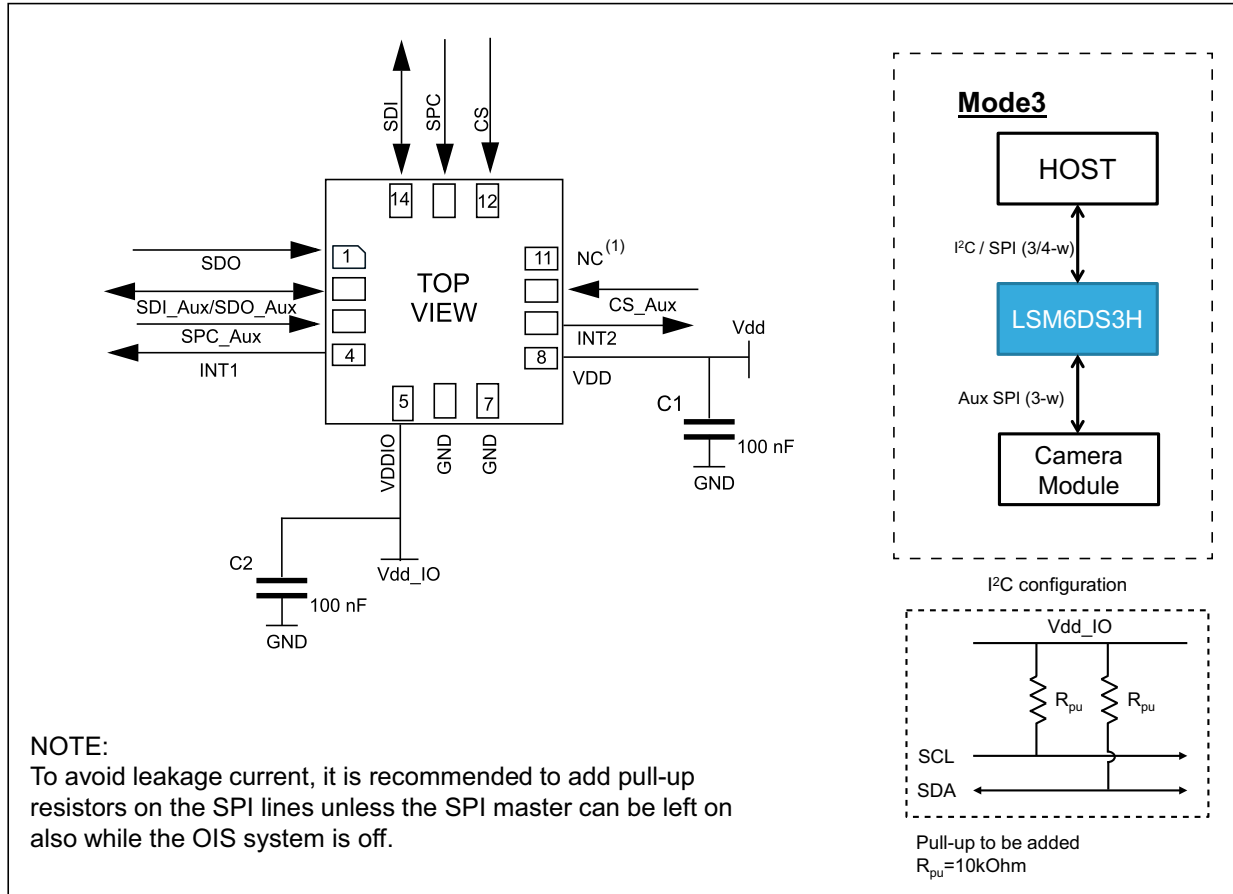 SDI
SPC
CS
14
12
1
11
NC(1)
SDO
TOP
VIEW
SDI_Aux/SDO_Aux
CS_Aux
SPC_Aux
INT2
Vdd
4
8
INT1
VDD
5
7
C1
VDDIO
GND
GND
100 nF
GND
C2
Vdd_IO
100 nF
GND
NOTE:
To avoid leakage current, it is recommended to add pull-up
resistors on the SPI lines unless the SPI master can be left on
also while the OIS system is off.
Mode3
HOST
I²C / SPI (3/4-w)
LSM6DS3H
Aux SPI (3-w)
Camera
Module
I²C configuration
Vdd_IO
Rpu
Rpu
SCL
SDA
Pull-up to be added
Rpu=10kOhm